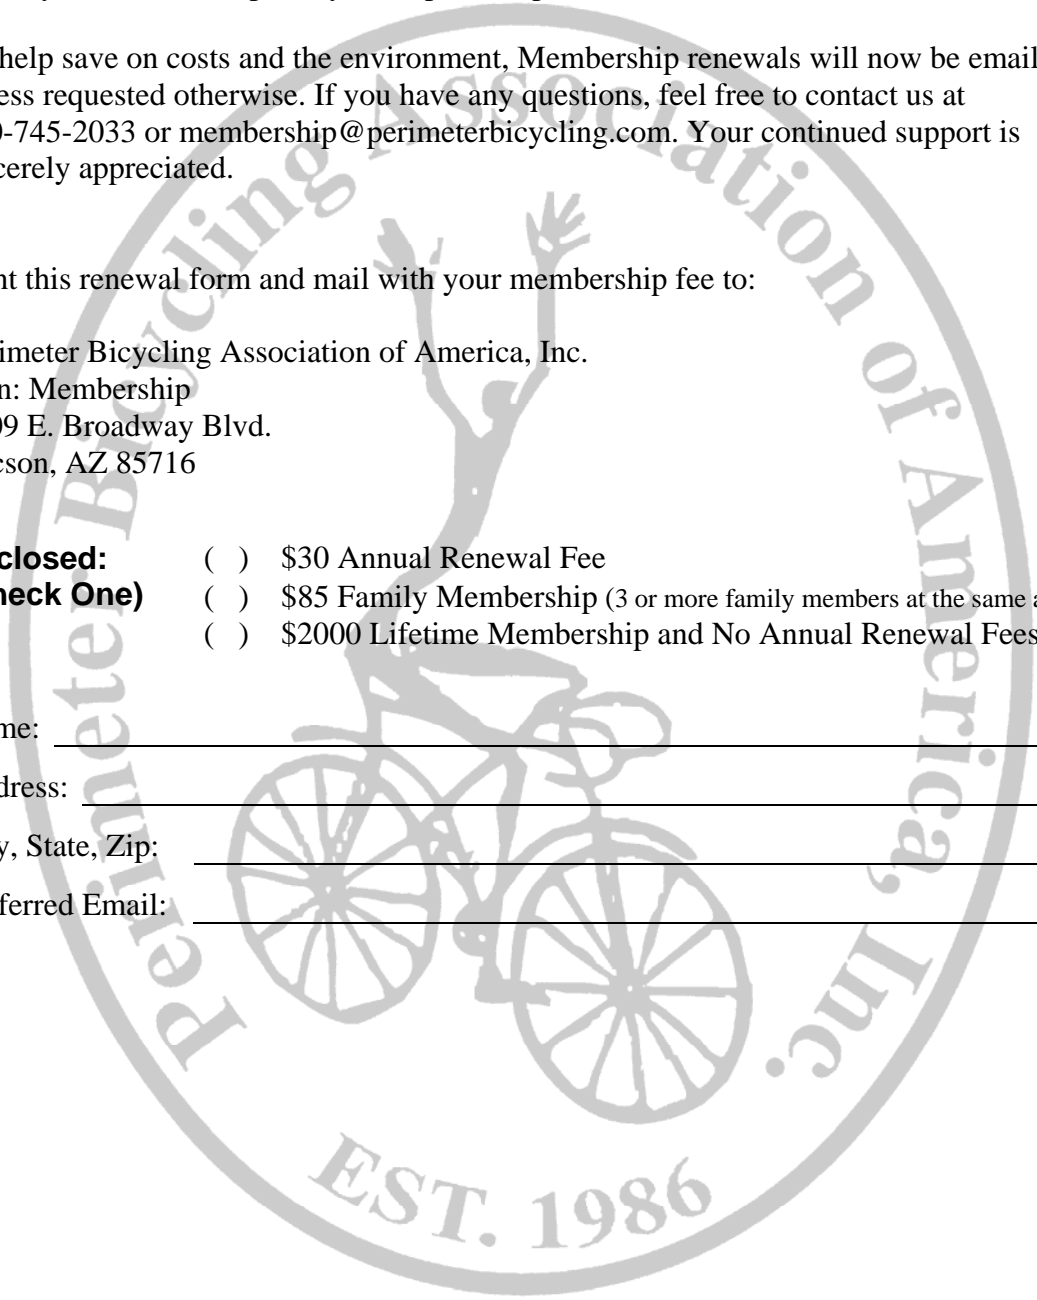 help save on costs and the environment, Membership renewals will now be email
ess requested otherwise. If you have any questions, feel free to contact us at
0-745-2033 or membership@perimeterbicycling.com. Your continued support is
cerely appreciated.
nt this renewal form and mail with your membership fee to:
imeter Bicycling Association of America, Inc.
n: Membership
09 E. Broadway Blvd.
cson, AZ 85716
closed: ( ) $30 Annual Renewal Fee
heck One) ( ) $85 Family Membership (3 or more family members at the same a
( ) $2000 Lifetime Membership and No Annual Renewal Fees
me:
dress:
y, State, Zip:
ferred Email:
Perimeter Bicycling Association of America, Inc.
EST. 1986